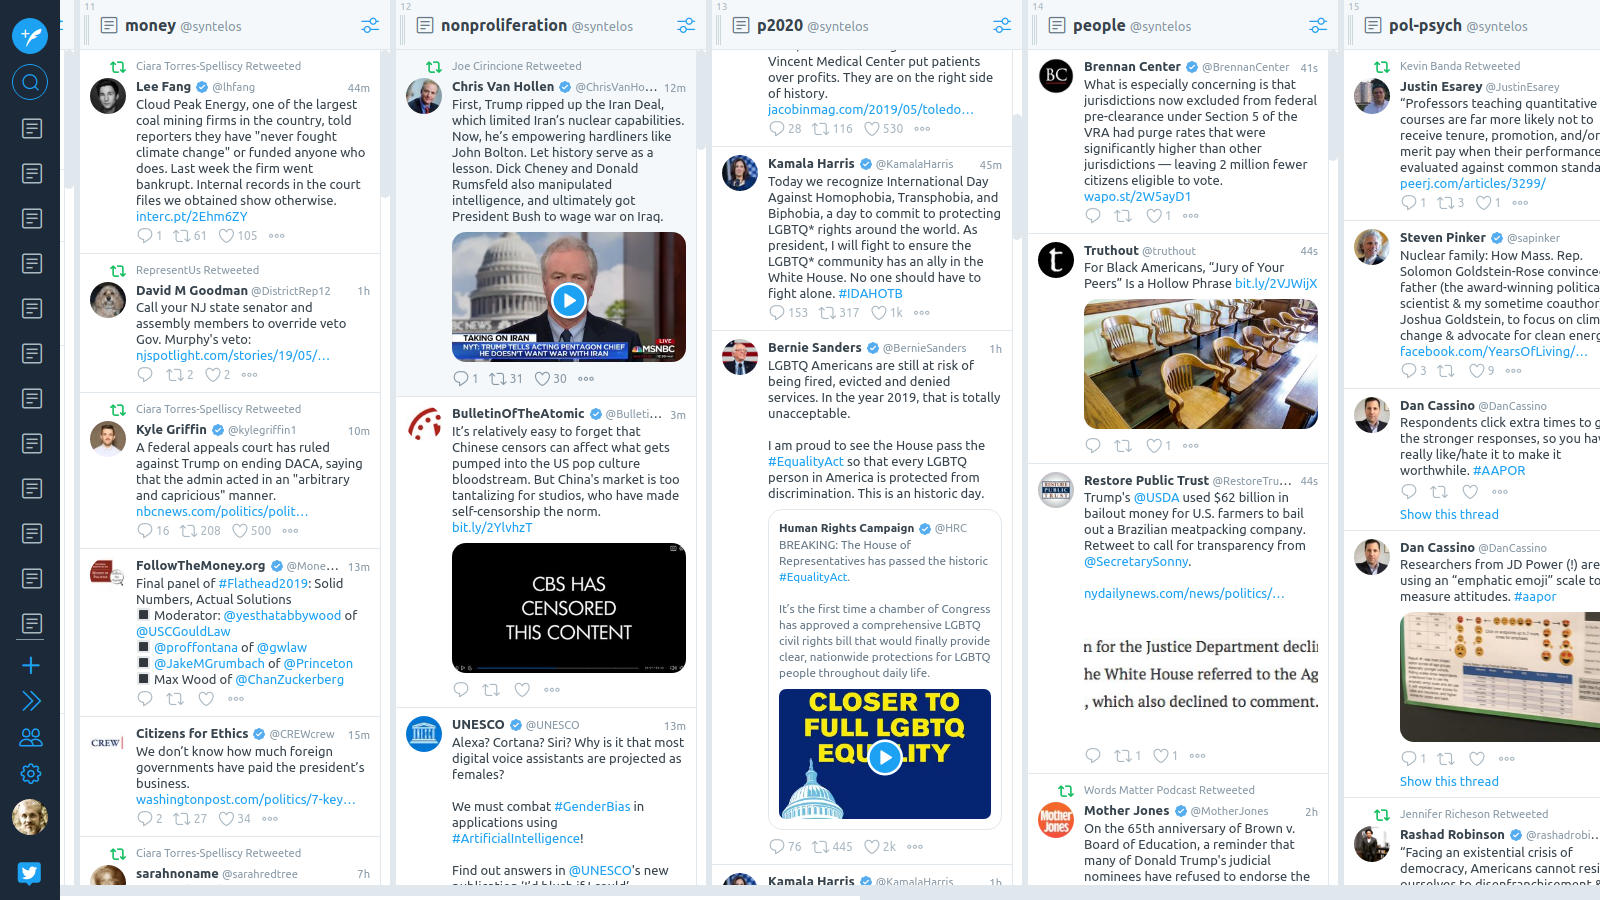 11
money @syntelos
Ciara Torres-Spelliscy Retweeted
Lee Fang @lhfang 44m
Cloud Peak Energy, one of the largest
coal mining firms in the country, told
reporters they have "never fought
climate change" or funded anyone who
does. Last week the firm went
bankrupt. Internal records in the court
files we obtained show otherwise.
interc.pt/2Ehm6ZY
1 61 105
RepresentUs Retweeted
David M Goodman @DistrictRep12 1h
Call your NJ state senator and
assembly members to override veto
Gov. Murphy's veto:
njspotlight.com/stories/19/05/…
2 2
Ciara Torres-Spelliscy Retweeted
Kyle Griffin @kylegriffin1 10m
A federal appeals court has ruled
against Trump on ending DACA, saying
that the admin acted in an "arbitrary
and capricious" manner.
nbcnews.com/politics/polit…
16 208 500
FollowTheMoney.org @Mone… 13m
Final panel of #Flathead2019: Solid
Numbers, Actual Solutions
Moderator: @yesthatabbywood of
@USCGouldLaw
@proffontana of @gwlaw
@JakeMGrumbach of @Princeton
Max Wood of @ChanZuckerberg
CREW
Citizens for Ethics @CREWcrew 15m
We don't know how much foreign
governments have paid the president's
business.
washingtonpost.com/politics/7-key…
2 27 34
Ciara Torres-Spelliscy Retweeted
sarahnoname @sarahredtree 7h
12
nonproliferation @syntelos
Joe Cirincione Retweeted
Chris Van Hollen @ChrisVanHo… 12m
First, Trump ripped up the Iran Deal,
which limited Iran's nuclear capabilities.
Now, he's empowering hardliners like
John Bolton. Let history serve as a
lesson. Dick Cheney and Donald
Rumsfeld also manipulated
intelligence, and ultimately got
President Bush to wage war on Iraq.
TAKING ON IRAN
LIVE
NYT: TRUMP TELLS ACTING PENTAGON CHIEF
HE DOESN'T WANT WAR WITH IRAN
MSNBC
1 31 30
BulletinOfTheAtomic @Bulleti… 3m
It's relatively easy to forget that
Chinese censors can affect what gets
pumped into the US pop culture
bloodstream. But China's market is too
tantalizing for studios, who have made
self-censorship the norm.
bit.ly/2YlvhzT
CBS HAS
CENSORED
THIS CONTENT
UNESCO @UNESCO 13m
Alexa? Cortana? Siri? Why is it that most
digital voice assistants are projected as
females?
We must combat #GenderBias in
applications using
#ArtificialIntelligence!
Find out answers in @UNESCO's new
publication "I'd blush if I could"
13
p2020 @syntelos
Vincent Medical Center put patients
over profits. They are on the right side
of history.
jacobinmag.com/2019/05/toledo…
28 116 530
Kamala Harris @KamalaHarris 45m
Today we recognize International Day
Against Homophobia, Transphobia, and
Biphobia, a day to commit to protecting
LGBTQ* rights around the world. As
president, I will fight to ensure the
LGBTQ* community has an ally in the
White House. No one should have to
fight alone. #IDAHOTB
153 317 1k
Bernie Sanders @BernieSanders 1h
LGBTQ Americans are still at risk of
being fired, evicted and denied
services. In the year 2019, that is totally
unacceptable.
I am proud to see the House pass the
#EqualityAct so that every LGBTQ
person in America is protected from
discrimination. This is an historic day.
Human Rights Campaign @HRC
BREAKING: The House of
Representatives has passed the historic
#EqualityAct.
It's the first time a chamber of Congress
has approved a comprehensive LGBTQ
civil rights bill that would finally provide
clear, nationwide protections for LGBTQ
people throughout daily life.
CLOSER TO
FULL LGBTQ
EQUALITY
76 445 2k
Kamala Harris @KamalaHarris 1h
14
people @syntelos
BC
Brennan Center @BrennanCenter 41s
What is especially concerning is that
jurisdictions now excluded from federal
pre-clearance under Section 5 of the
VRA had purge rates that were
significantly higher than other
jurisdictions — leaving 2 million fewer
citizens eligible to vote.
wapo.st/2W5ayD1
1
t
Truthout @truthout 44s
For Black Americans, "Jury of Your
Peers" Is a Hollow Phrase bit.ly/2VJWijX
1
RESTORE PUBLIC TRUST
Restore Public Trust @RestoreTru… 44s
Trump's @USDA used $62 billion in
bailout money for U.S. farmers to bail
out a Brazilian meatpacking company.
Retweet to call for transparency from
@SecretarySonny.
nydailynews.com/news/politics/…
n for the Justice Department declin
he White House referred to the Ag
, which also declined to comment.
1 1
Words Matter Podcast Retweeted
Mother Jones
Mother Jones @MotherJones 2h
On the 65th anniversary of Brown v.
Board of Education, a reminder that
many of Donald Trump's judicial
nominees have refused to endorse the
15
pol-psych @syntelos
Kevin Banda Retweeted
Justin Esarey @JustinEsarey
"Professors teaching quantitative
courses are far more likely not to
receive tenure, promotion, and/or
merit pay when their performance
evaluated against common standa
peerj.com/articles/3299/
1 3 1
Steven Pinker @sapinker
Nuclear family: How Mass. Rep.
Solomon Goldstein-Rose convince
father (the award-winning politica
scientist & my sometime coauthor
Joshua Goldstein, to focus on clim
change & advocate for clean energ
facebook.com/YearsOfLiving/…
3 9
Dan Cassino @DanCassino
Respondents click extra times to g
the stronger responses, so you hav
really like/hate it to make it
worthwhile. #AAPOR
Show this thread
Dan Cassino @DanCassino
Researchers from JD Power (!) are
using an "emphatic emoji" scale to
measure attitudes. #aapor
1
Show this thread
Jennifer Richeson Retweeted
Rashad Robinson @rashadrobi…
"Facing an existential crisis of
democracy, Americans cannot resi
ourselves to disenfranchisement &